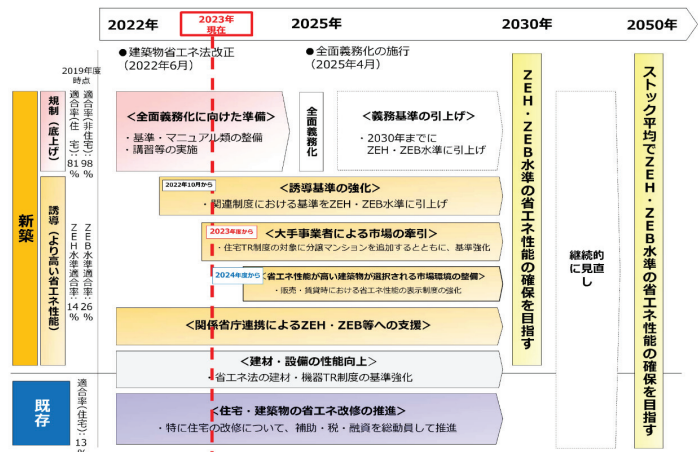 2022年
2023年
現在
2025年
2030年
2050年
●建築物省エネ法改正
（2022年6月）
●全面義務化の施行
（2025年4月）
2019年度
時点
新築
規制（底上げ）
適合率（住　宅）：81％
適合率（非住宅）：98％
＜全面義務化に向けた準備＞
・基準・マニュアル類の整備
・講習等の実施
全面義務化
＜義務基準の引上げ＞
・2030年までに
ZEH・ZEB水準に引上げ
誘導（より高い省エネ性能）
ZEH水準適合率：14％
ZEB水準適合率：26％
2022年10月から
＜誘導基準の強化＞
・関連制度における基準をZEH・ZEB水準に引上げ
2023年度から
＜大手事業者による市場の牽引＞
・住宅TR制度の対象に分譲マンションを追加するとともに、基準強化
2024年度から
＜省エネ性能が高い建築物が選択される市場環境の整備＞
・販売・賃貸時における省エネ性能の表示制度の強化
＜関係省庁連携によるZEH・ZEB等への支援＞
＜建材・設備の性能向上＞
・省エネ法の建材・機器TR制度の基準強化
既存
適合率（住宅）：13％
＜住宅・建築物の省エネ改修の推進＞
・特に住宅の改修について、補助・税・融資を総動員して推進
ZEH・ZEB水準の省エネ性能の確保を目指す
継続的
に見直し
ストック平均でZEH・ZEB水準の省エネ性能の確保を目指す